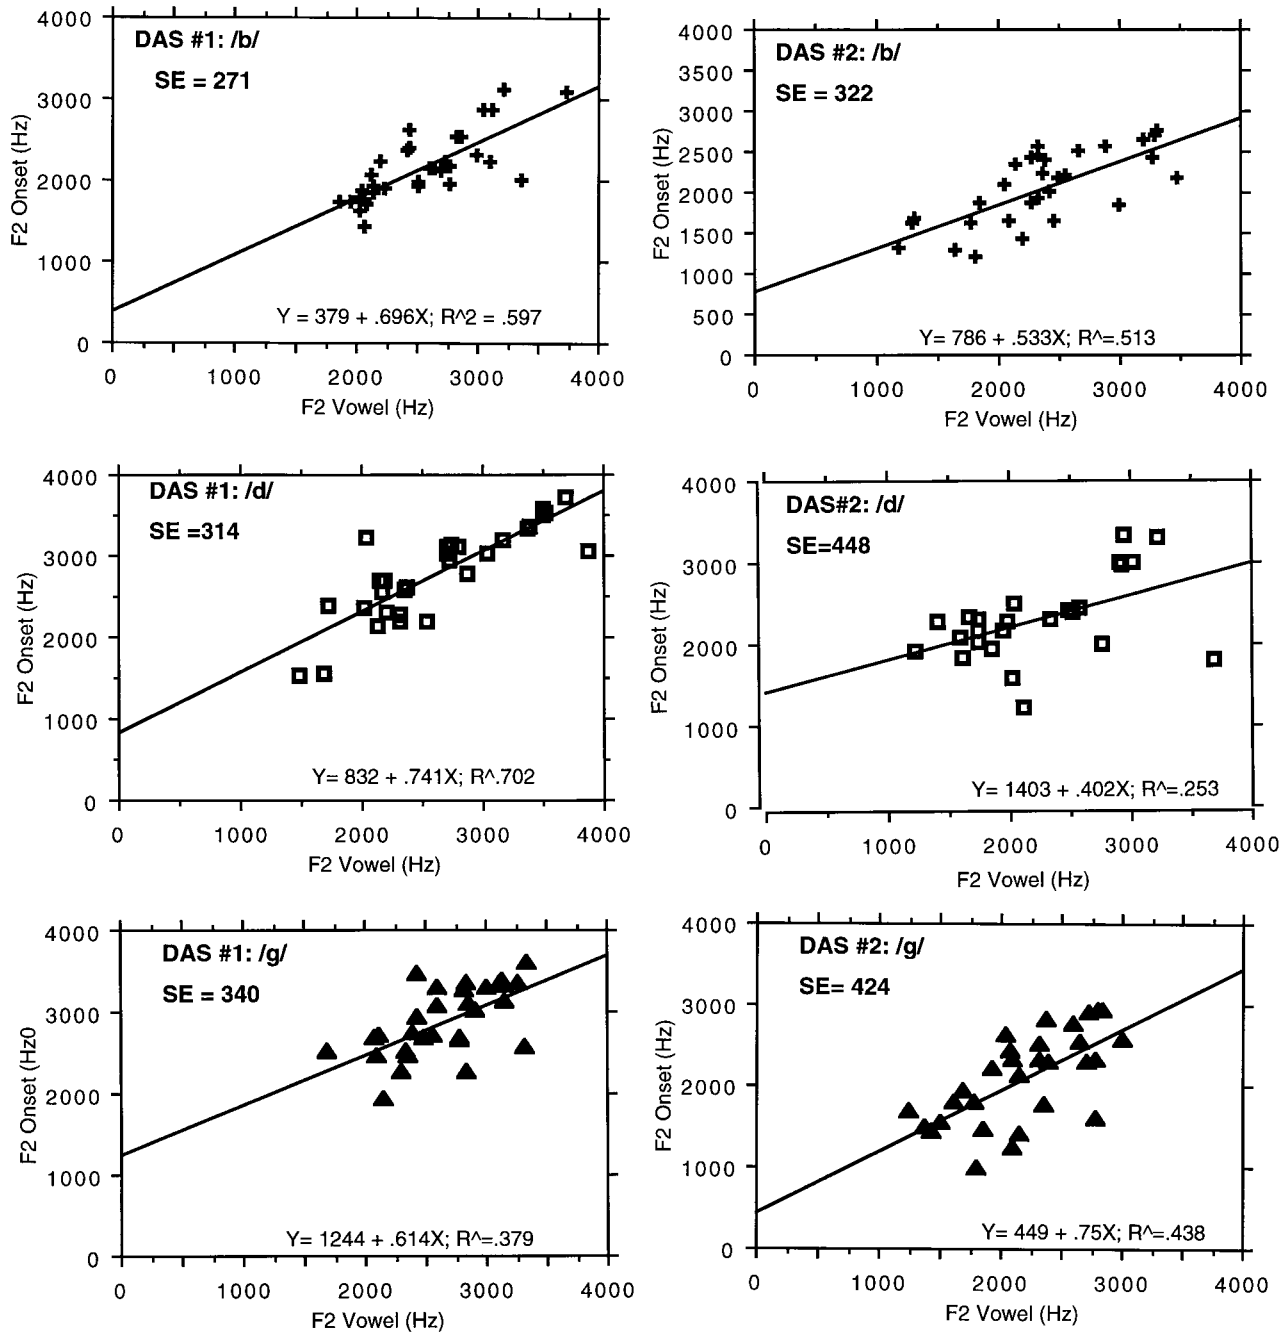 4000
DAS #1: /b/
SE = 271
3000
2000
1000
0
F2 Onset (Hz)
Y = 379 + .696X; R^2 = .597
0 1000 2000 3000 4000
F2 Vowel (Hz)
4000
DAS #2: /b/
3500
SE = 322
3000
2500
2000
1500
1000
500
0
F2 Onset (Hz)
Y= 786 + .533X; R^=.513
0 1000 2000 3000 4000
F2 Vowel (Hz)
4000
DAS #1: /d/
SE =314
3000
2000
1000
0
F2 Onset (Hz)
Y= 832 + .741X; R^.702
0 1000 2000 3000 4000
F2 Vowel (Hz)
4000
DAS#2: /d/
SE=448
3000
2000
1000
0
F2 Onset (Hz)
Y= 1403 + .402X; R^=.253
0 1000 2000 3000 4000
F2 Vowel (Hz)
4000
DAS #1: /g/
SE = 340
3000
2000
1000
0
F2 Onset (Hz0
Y= 1244 + .614X; R^=.379
0 1000 2000 3000 4000
F2 Vowel (Hz)
4000
DAS #2: /g/
SE= 424
3000
2000
1000
0
F2 Onset (Hz)
Y= 449 + .75X; R^=.438
0 1000 2000 3000 4000
F2 Vowel (Hz)